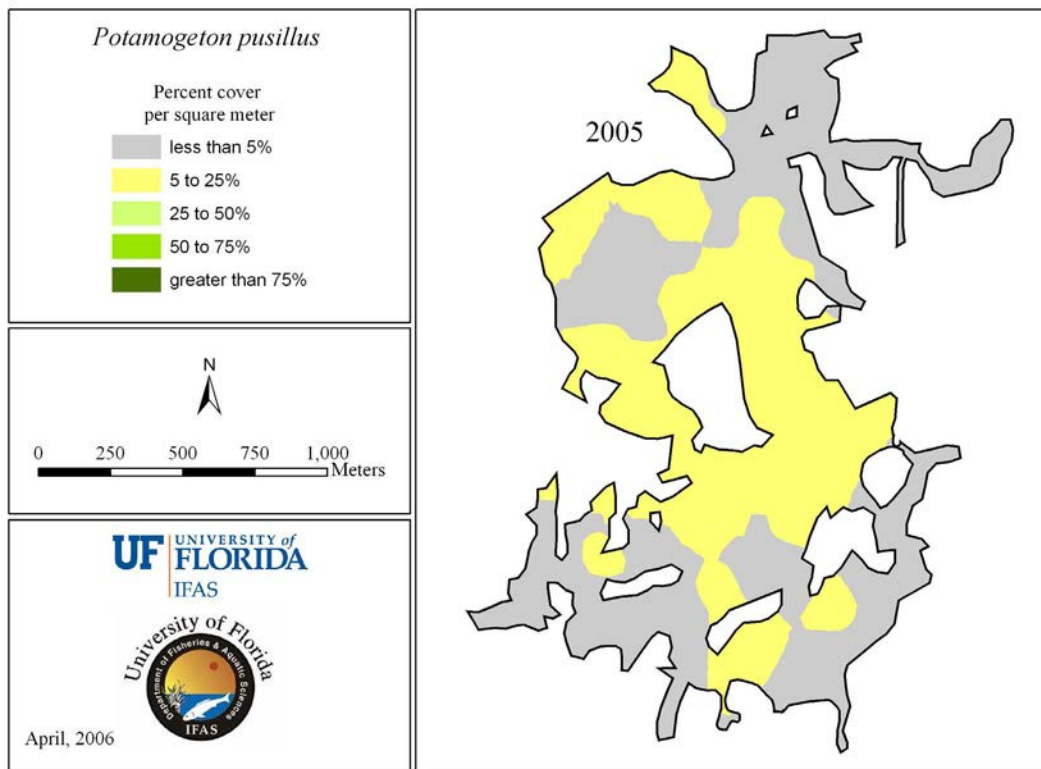 Potamogeton pusillus
Percent cover
per square meter
less than 5%
5 to 25%
25 to 50%
50 to 75%
greater than 75%
N
0 250 500 750 1,000
Meters
UF UNIVERSITY of
FLORIDA
IFAS
University of Florida
Department of Fisheries & Aquatic Sciences
IFAS
April, 2006
2005